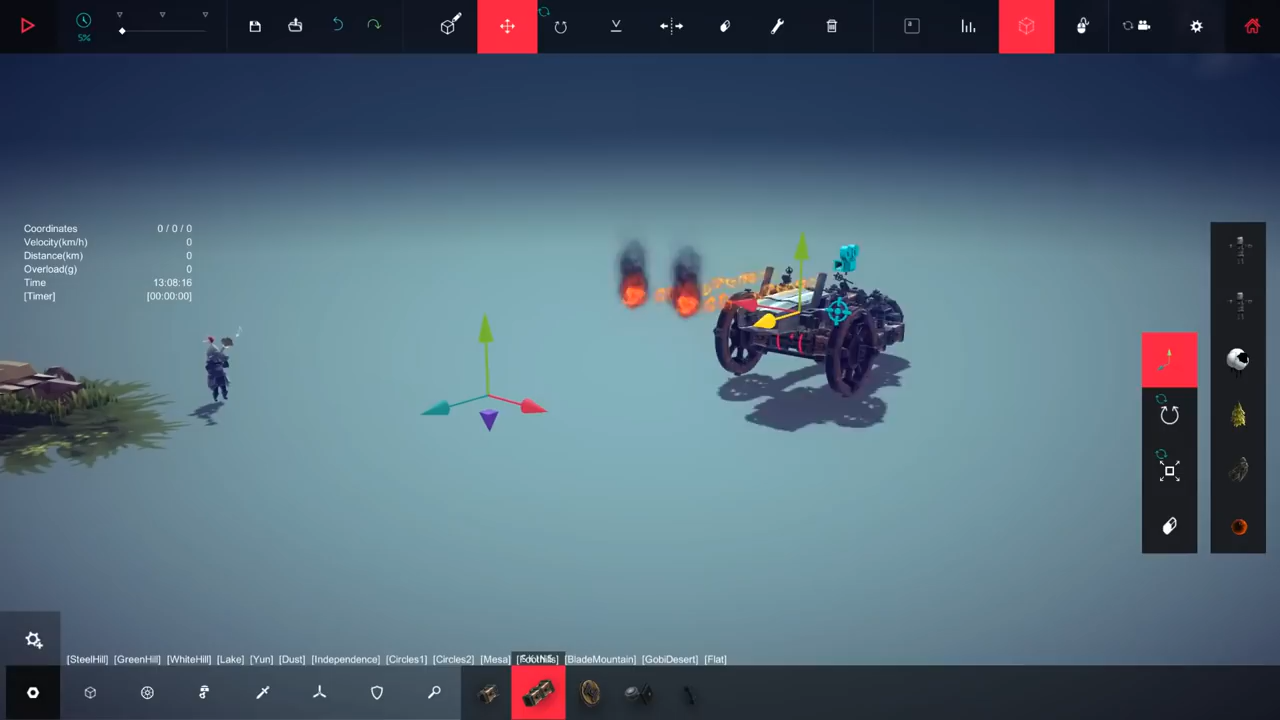 5%
Coordinates 0 / 0 / 0
Velocity(km/h) 0
Distance(km) 0
Overload(g) 0
Time 13:08:16
[Timer] [00:00:00]
SKINS
[SteelHill] [GreenHill] [WhiteHill] [Lake] [Yun] [Dust] [Independence] [Circles1] [Circles2] [Mesa] [BladeMountain] [GobiDesert] [Flat]